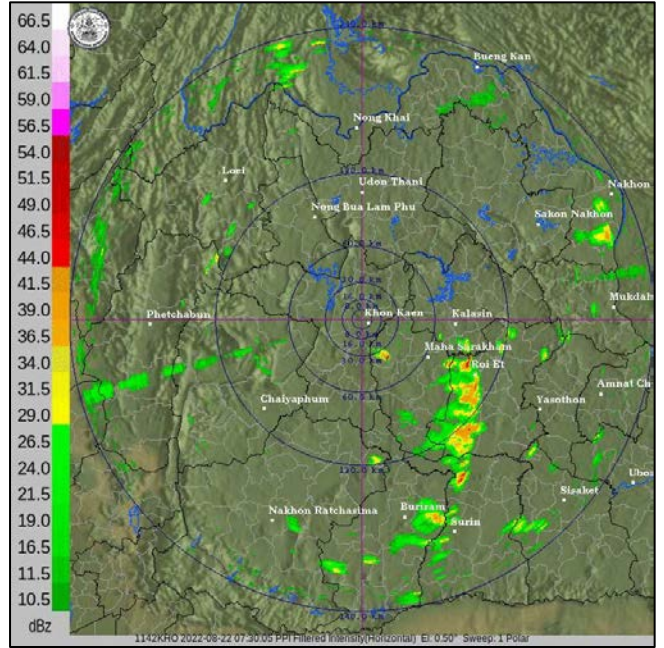 66.5
64.0
61.5
59.0
56.5
54.0
51.5
49.0
46.5
44.0
41.5
39.0
36.5
34.0
31.5
29.0
26.5
24.0
21.5
19.0
16.5
14.0
11.5
10.5
dBz
Bueng Kan
Nong Khai
Loei
Udon Thani
Nakhon
Nong Bua Lam Phu
Sakon Nakhon
Mukdah
Phetchabun
Khon Kaen
Kalasin
Maha Sarakham
Roi Et
Amnat Ch
Chaiyaphum
Yasothon
Ubon
Sisaket
Nakhon Ratchasima
Buriram
Surin
1142KHO 2022-08-22 07:30:05 PPI Filtered Intensity(Horizontal) El: 0.50° Sweep: 1 Polar